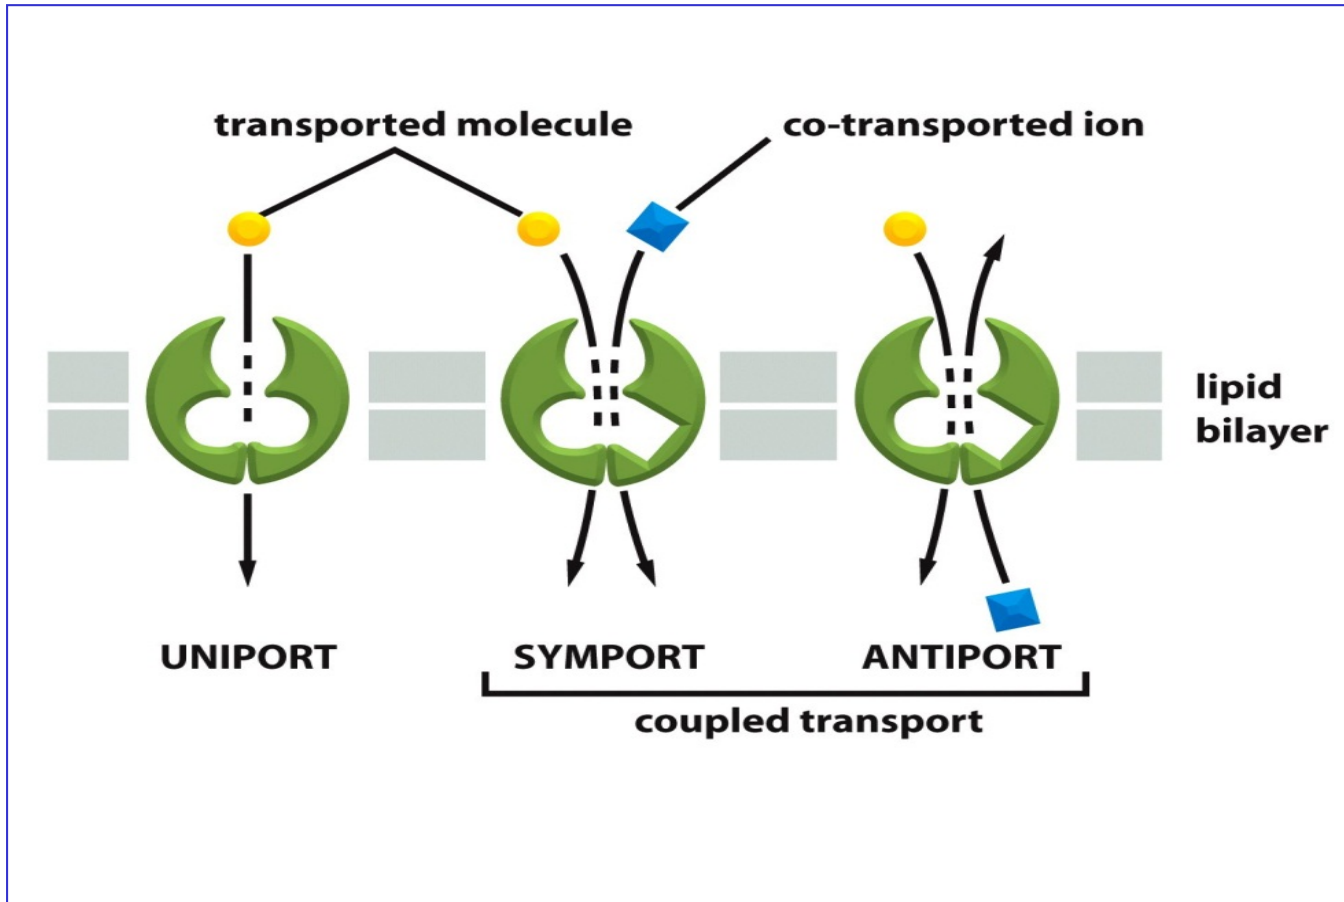 transported molecule
co-transported ion
lipid
bilayer
UNIPORT
SYMPORT
ANTIPORT
coupled transport